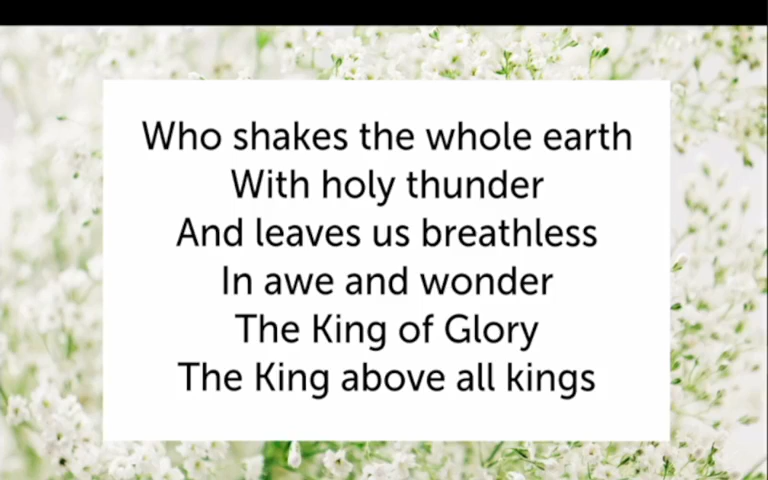 Who shakes the whole earth
With holy thunder
And leaves us breathless
In awe and wonder
The King of Glory
The King above all kings